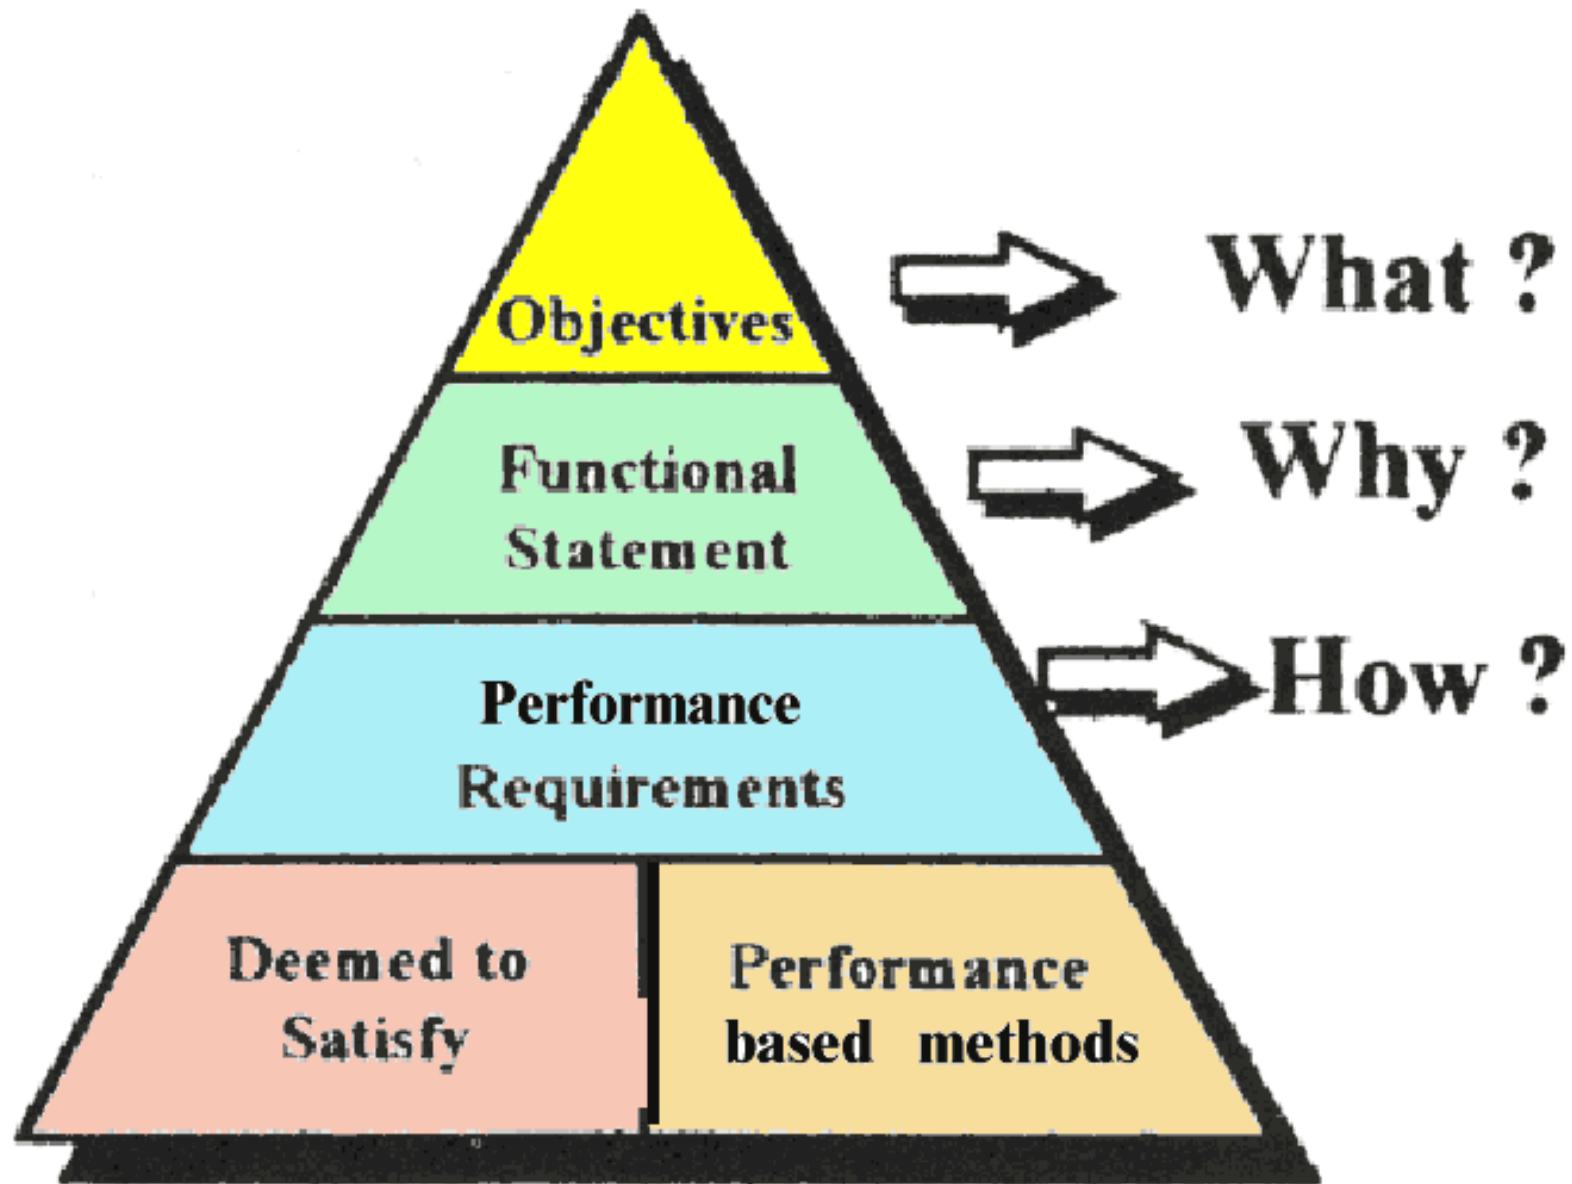 Objectives
What ?
Functional
Statement
Why ?
Performance
Requirements
How ?
Deemed to
Satisfy
Performance
based methods